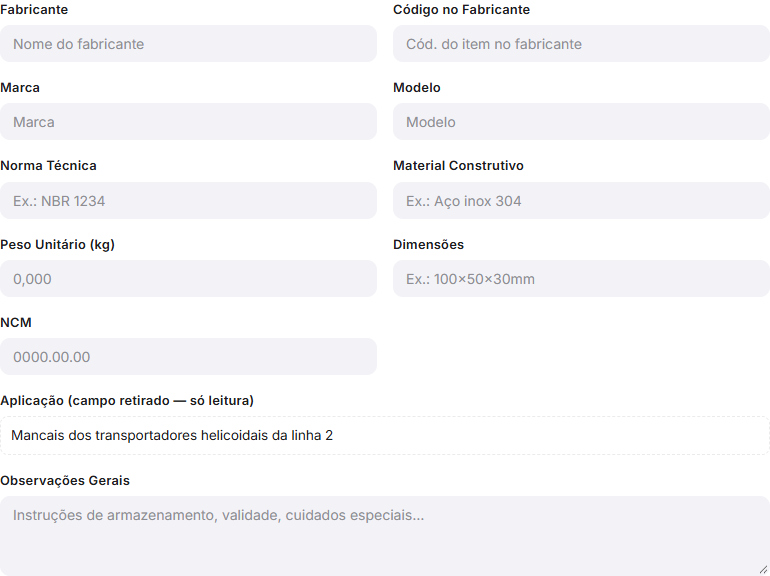 Fabricante
Código no Fabricante
Nome do fabricante
Cód. do item no fabricante
Marca
Modelo
Marca
Modelo
Norma Técnica
Material Construtivo
Ex.: NBR 1234
Ex.: Aço inox 304
Peso Unitário (kg)
Dimensões
0,000
Ex.: 100×50×30mm
NCM
0000.00.00
Aplicação (campo retirado — só leitura)
Mancais dos transportadores helicoidais da linha 2
Observações Gerais
Instruções de armazenamento, validade, cuidados especiais...